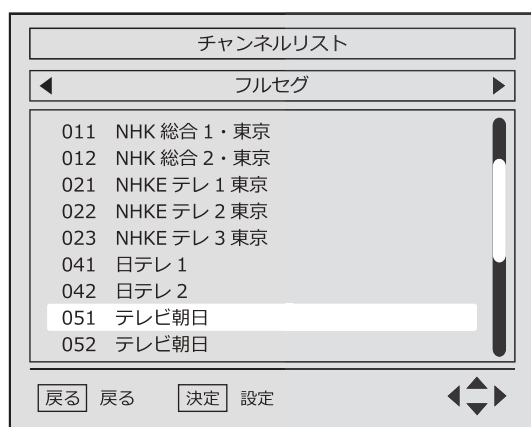 チャンネルリスト
フルセグ
011 NHK 総合 1・東京
012 NHK 総合 2・東京
021 NHKE テレ 1 東京
022 NHKE テレ 2 東京
023 NHKE テレ 3 東京
041 日テレ 1
042 日テレ 2
051 テレビ朝日
052 テレビ朝日
戻る 戻る 決定 設定